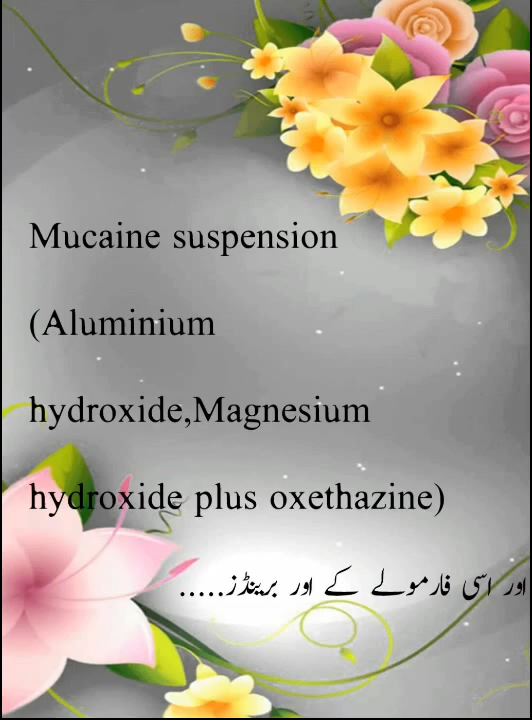 Mucaine suspension
(Aluminium
hydroxide,Magnesium
hydroxide plus oxethazine)
اور اسی فارمولے کے اور برینڈز.....